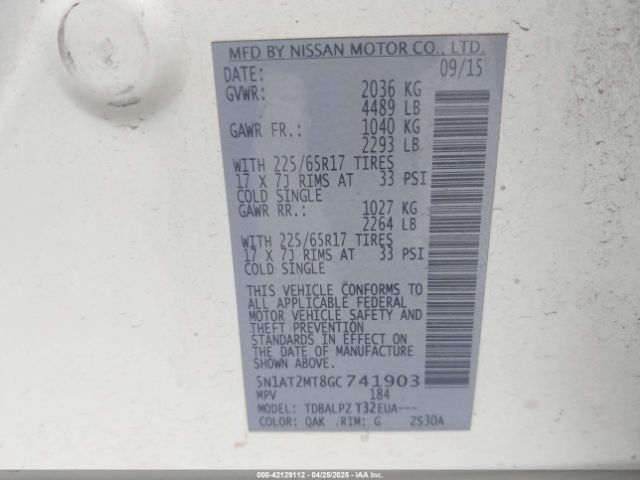 MFD BY NISSAN MOTOR CO., LTD.
DATE: 09/15
GVWR: 2036 KG
4489 LB
GAWR FR.: 1040 KG
2293 LB
WITH 225/65R17 TIRES
17 X 7J RIMS AT 33 PSI
COLD SINGLE
GAWR RR.: 1027 KG
2264 LB
WITH 225/65R17 TIRES
17 X 7J RIMS AT 33 PSI
COLD SINGLE
THIS VEHICLE CONFORMS TO
ALL APPLICABLE FEDERAL
MOTOR VEHICLE SAFETY AND
THEFT PREVENTION
STANDARDS IN EFFECT ON
THE DATE OF MANUFACTURE
SHOWN ABOVE.
5N1AT2MT8GC741903
MPV 184
MODEL: TDBALPZ T32EUA---
COLOR: QAK TRIM: G ZS30A
000-42129112 - 04/25/2025 - IAAI.COM